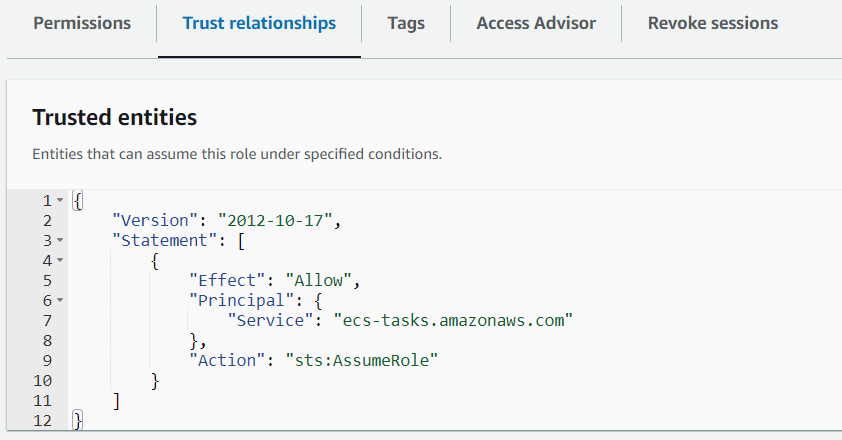 Permissions Trust relationships Tags Access Advisor Revoke sessions
Trusted entities
Entities that can assume this role under specified conditions.
1 {
2     "Version": "2012-10-17",
3     "Statement": [
4         {
5             "Effect": "Allow",
6             "Principal": {
7                 "Service": "ecs-tasks.amazonaws.com"
8             },
9             "Action": "sts:AssumeRole"
10         }
11     ]
12 }